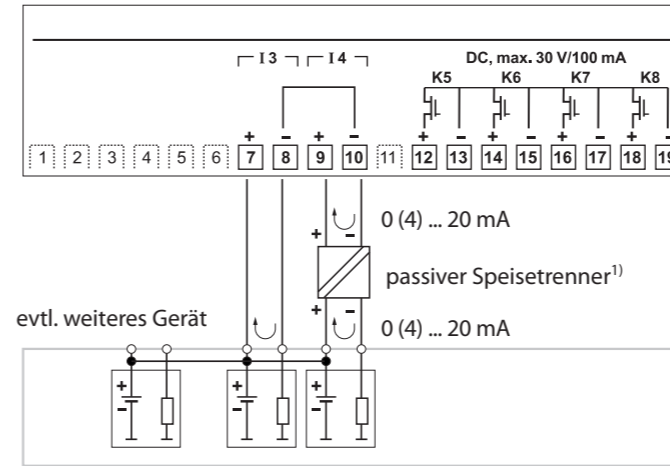 I 3 I 4 DC, max. 30 V/100 mA
K5 K6 K7 K8
+ − + − + − + − + − + −
1 2 3 4 5 6 7 8 9 10 11 12 13 14 15 16 17 18 19
0 (4) ... 20 mA
+ −
passiver Speisetrenner1)
+ −
evtl. weiteres Gerät
0 (4) ... 20 mA
+ + +
− − −